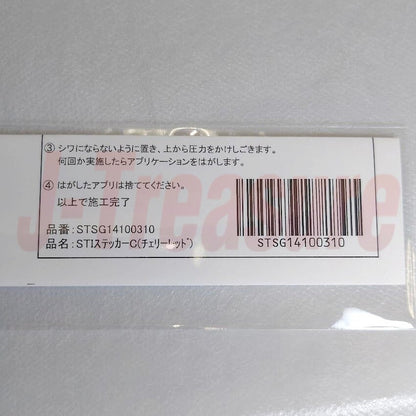 ③ シワにならないように置き、上から圧力をかけしごきます。
何回か実施したらアプリケーションをはがします。
④ はがしたアプリは捨ててください。
以上で施工完了
品番：STSG14100310
品名：STIステッカーC(チェリーレッド)
STSG14100310
J-Treasure